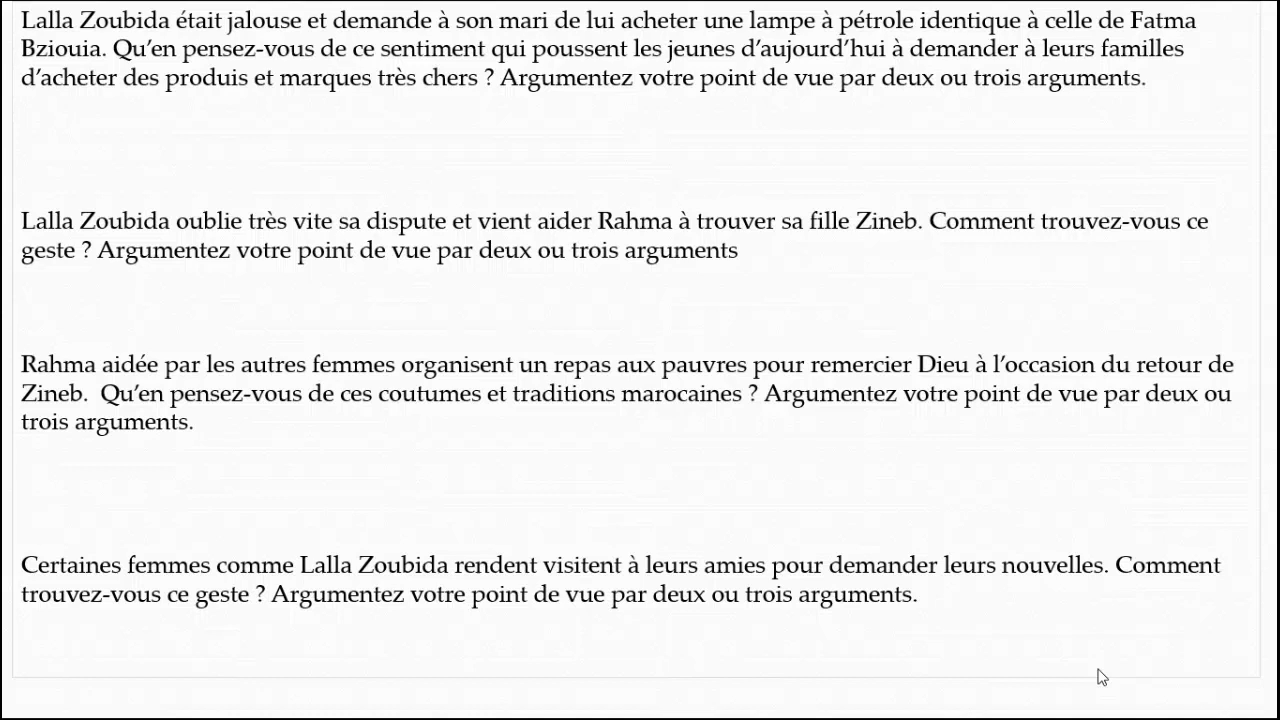 Lalla Zoubida était jalouse et demande à son mari de lui acheter une lampe à pétrole identique à celle de Fatma
Bziouia. Qu’en pensez-vous de ce sentiment qui poussent les jeunes d’aujourd’hui à demander à leurs familles
d’acheter des produis et marques très chers ? Argumentez votre point de vue par deux ou trois arguments.
Lalla Zoubida oublie très vite sa dispute et vient aider Rahma à trouver sa fille Zineb. Comment trouvez-vous ce
geste ? Argumentez votre point de vue par deux ou trois arguments
Rahma aidée par les autres femmes organisent un repas aux pauvres pour remercier Dieu à l’occasion du retour de
Zineb.  Qu’en pensez-vous de ces coutumes et traditions marocaines ? Argumentez votre point de vue par deux ou
trois arguments.
Certaines femmes comme Lalla Zoubida rendent visitent à leurs amies pour demander leurs nouvelles. Comment
trouvez-vous ce geste ? Argumentez votre point de vue par deux ou trois arguments.